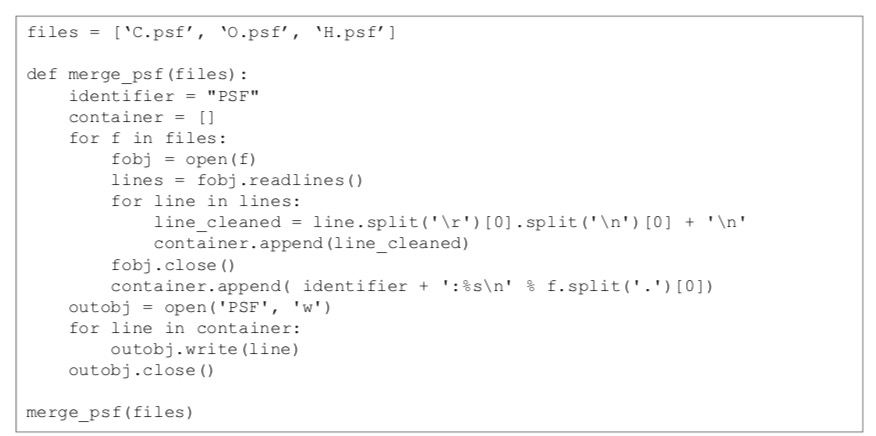 files = [‘C.psf’, ‘O.psf’, ‘H.psf’]

def merge_psf(files):
    identifier = "PSF"
    container = []
    for f in files:
        fobj = open(f)
        lines = fobj.readlines()
        for line in lines:
            line_cleaned = line.split('\r')[0].split('\n')[0] + '\n'
            container.append(line_cleaned)
        fobj.close()
        container.append( identifier + ':%s\n' % f.split('.')[0])
    outobj = open('PSF', 'w')
    for line in container:
        outobj.write(line)
    outobj.close()

merge_psf(files)